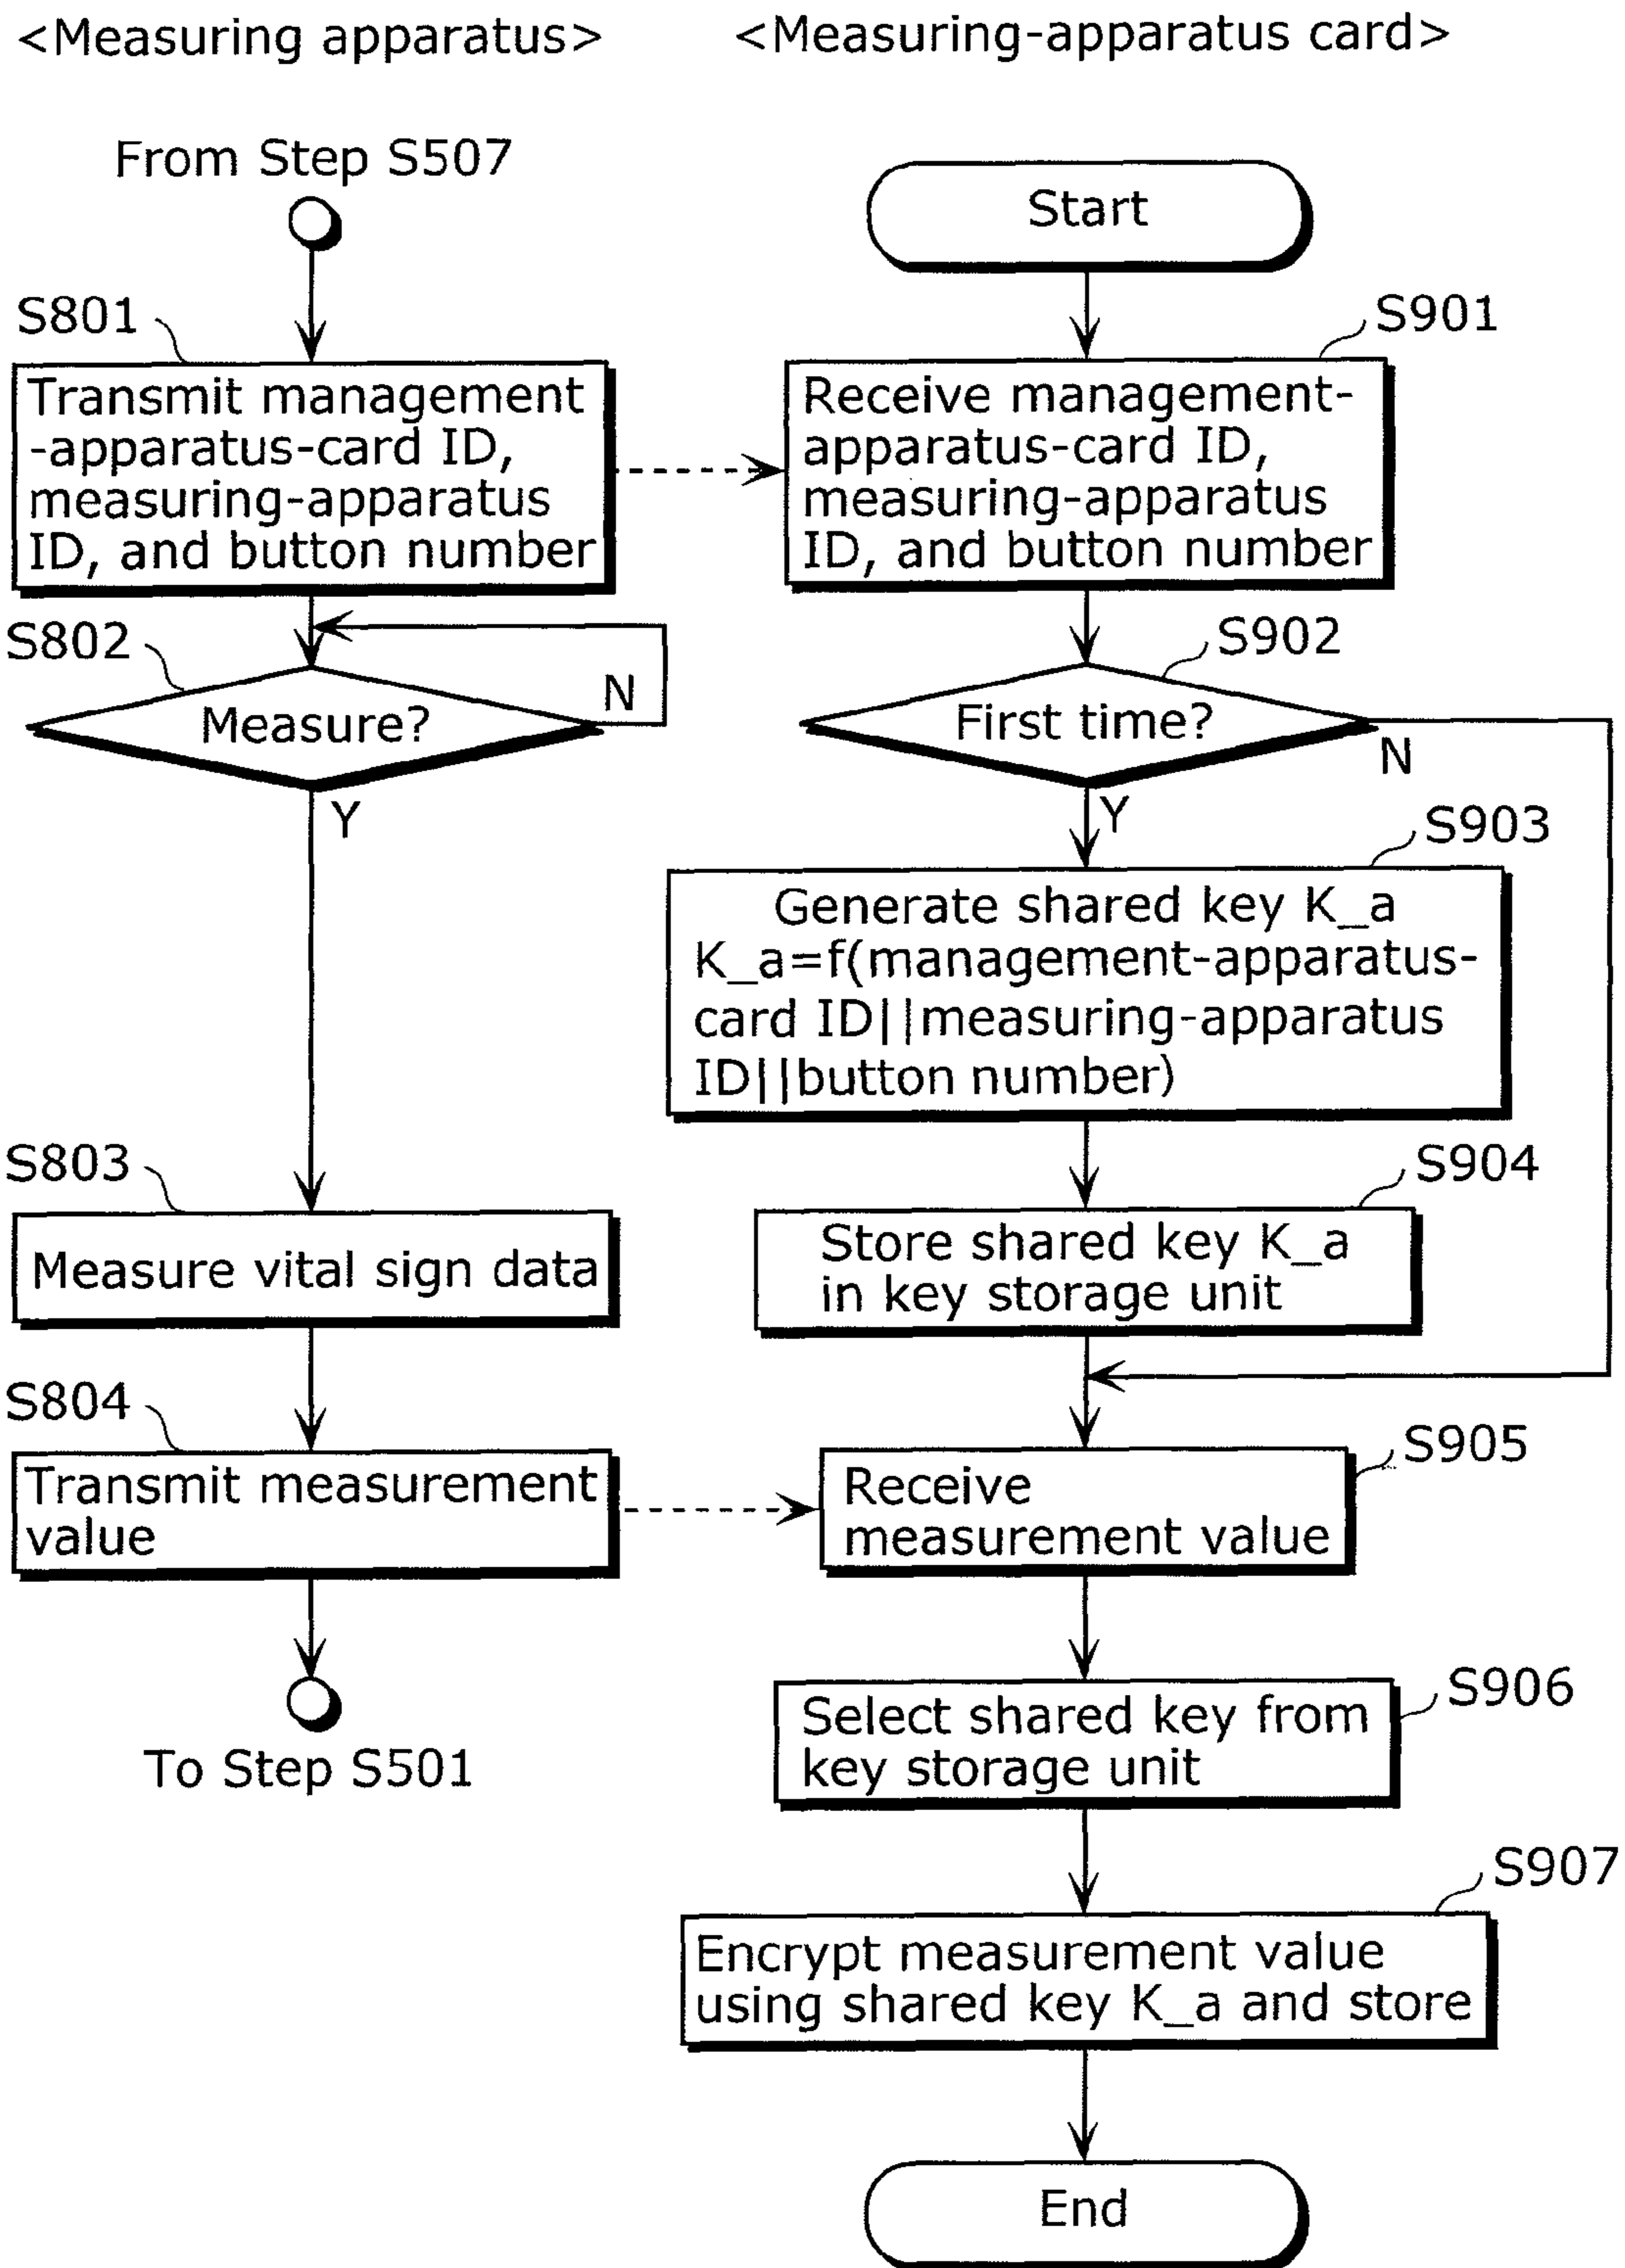 <Measuring apparatus>
<Measuring-apparatus card>
From Step S507
S801
Transmit management
-apparatus-card ID,
measuring-apparatus
ID, and button number
S802
Measure?
N
Y
S803
Measure vital sign data
S804
Transmit measurement
value
To Step S501
Start
S901
Receive management-
apparatus-card ID,
measuring-apparatus
ID, and button number
S902
First time?
N
Y
S903
Generate shared key K_a
K_a=f(management-apparatus-
card ID||measuring-apparatus
ID||button number)
S904
Store shared key K_a
in key storage unit
S905
Receive
measurement value
S906
Select shared key from
key storage unit
S907
Encrypt measurement value
using shared key K_a and store
End